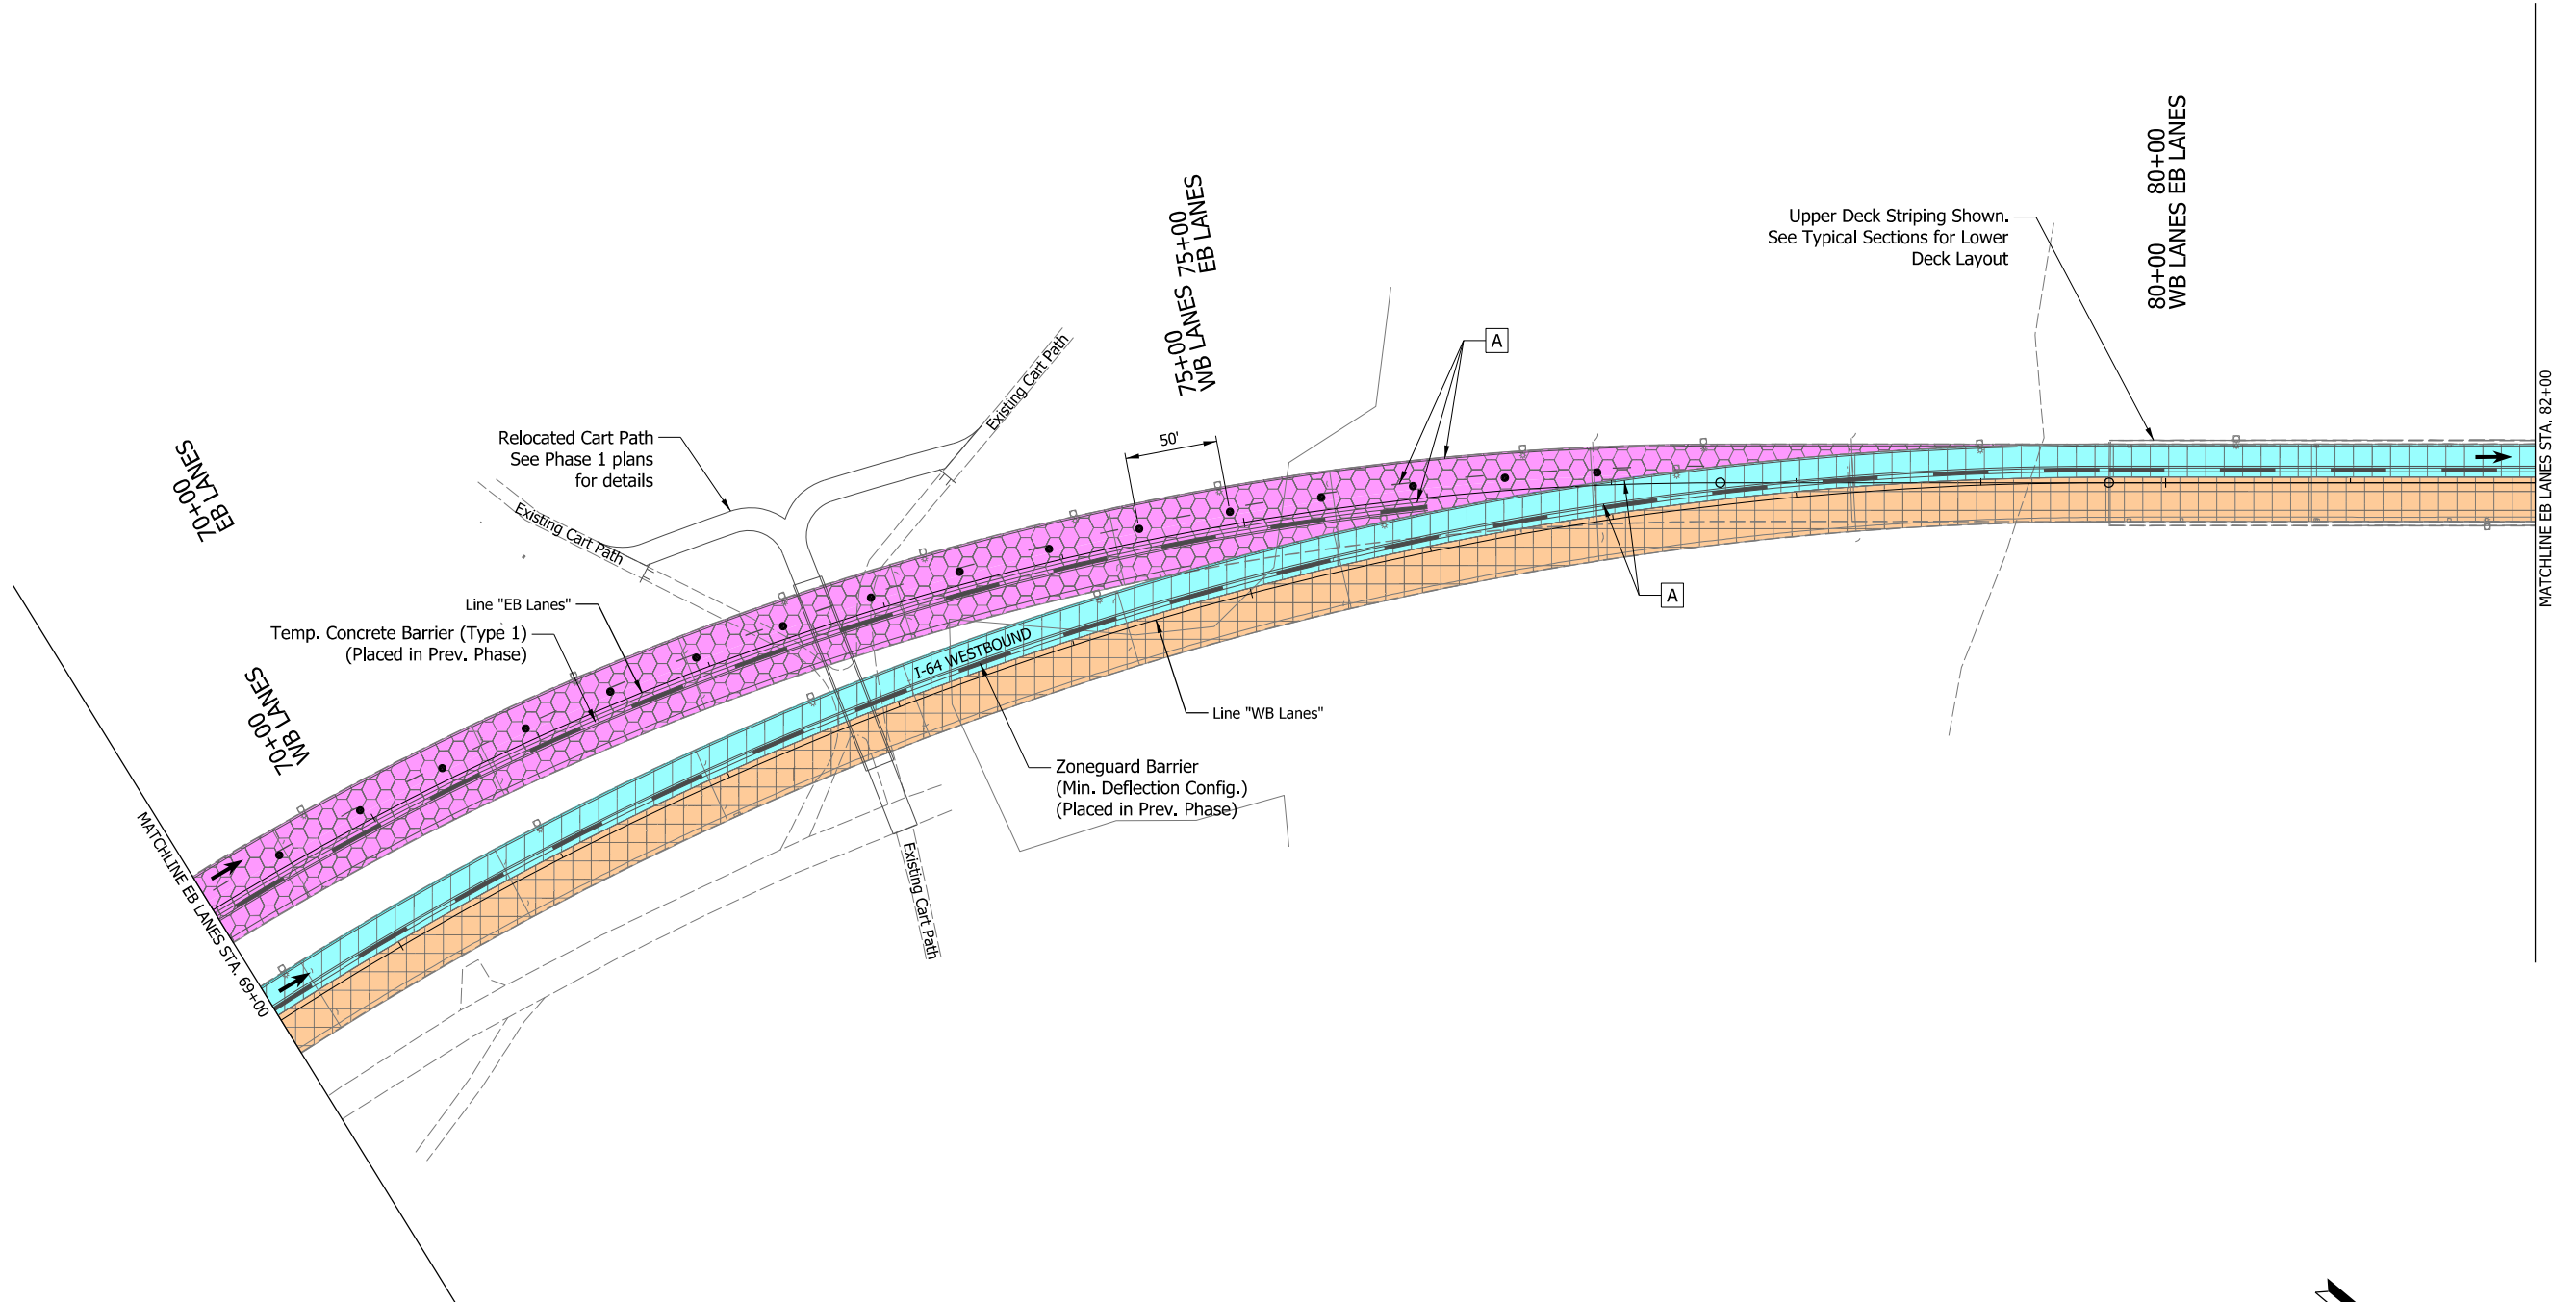 80+00 80+00
WB LANES EB LANES
75+00 75+00
WB LANES EB LANES
Upper Deck Striping Shown.
See Typical Sections for Lower
Deck Layout
A
Existing Cart Path
50'
Relocated Cart Path
See Phase 1 plans
for details
70+00
EB LANES
Existing Cart Path
Line "EB Lanes"
Temp. Concrete Barrier (Type 1)
(Placed in Prev. Phase)
A
MATCHLINE EB LANES STA. 82+00
I-64 WESTBOUND
70+00
WB LANES
Line "WB Lanes"
Zoneguard Barrier
(Min. Deflection Config.)
(Placed in Prev. Phase)
MATCHLINE EB LANES STA. 69+00
Existing Cart Path